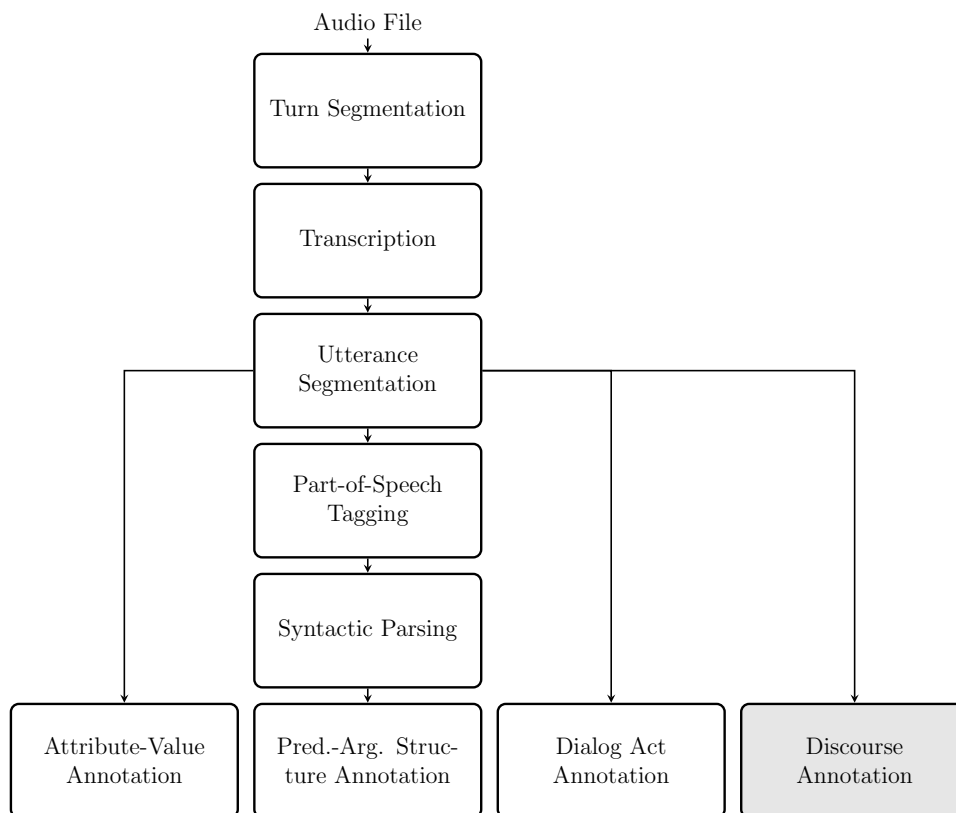 Audio File
Turn Segmentation
Transcription
Utterance
Segmentation
Part-of-Speech
Tagging
Syntactic Parsing
Attribute-Value
Annotation
Pred.-Arg. Struc-
ture Annotation
Dialog Act
Annotation
Discourse
Annotation